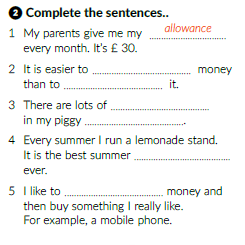 2 Complete the sentences..
1 My parents give me my allowance
every month. It's £ 30.
2 It is easier to ........................ money
than to ........................ it.
3 There are lots of ........................
in my piggy ........................
4 Every summer I run a lemonade stand.
It is the best summer ........................
ever.
5 I like to ........................ money and
then buy something I really like.
For example, a mobile phone.